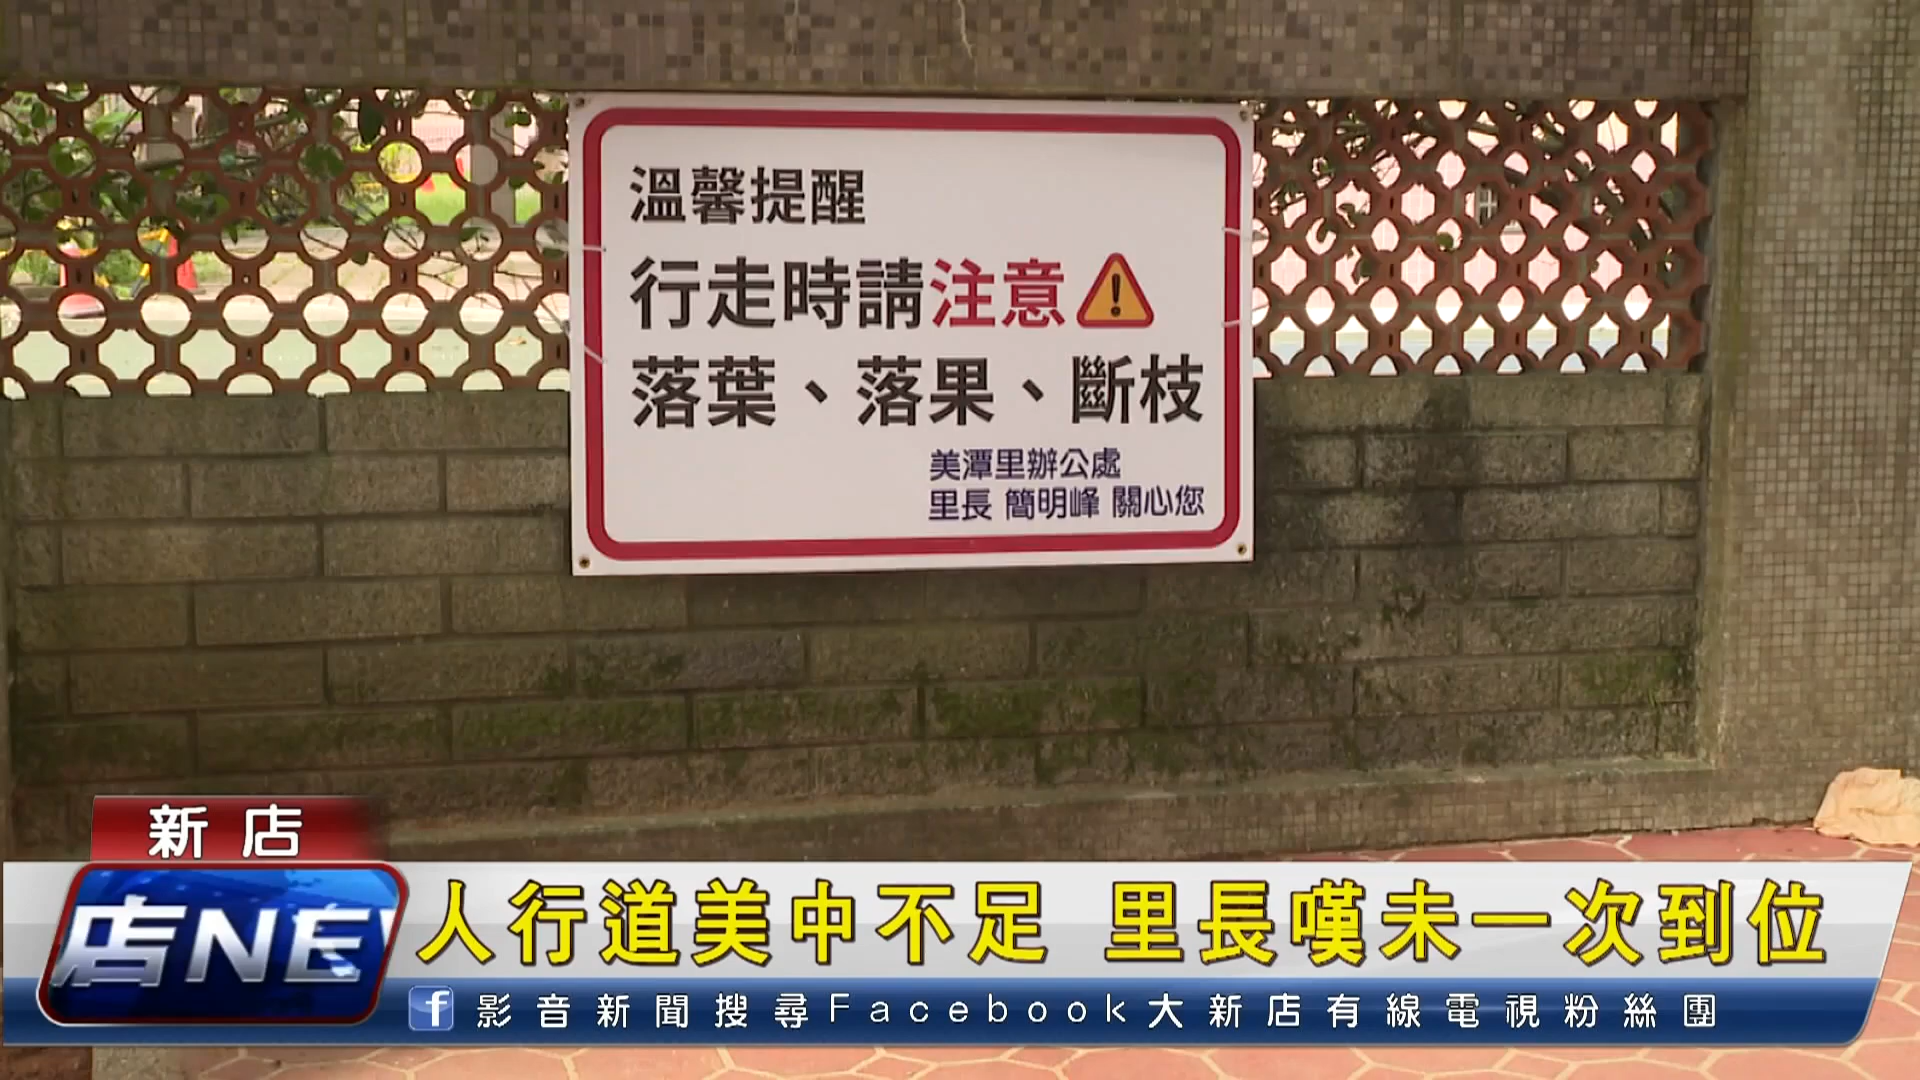 溫馨提醒
行走時請注意
落葉、落果、斷枝
美潭里辦公處
里長 簡明峰 關心您
新店
店NE
人行道美中不足 里長嘆未一次到位
f 影音新聞搜尋Facebook大新店有線電視粉絲團